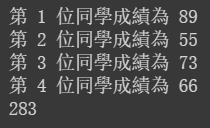 第 1 位同學成績為 89
第 2 位同學成績為 55
第 3 位同學成績為 73
第 4 位同學成績為 66
283